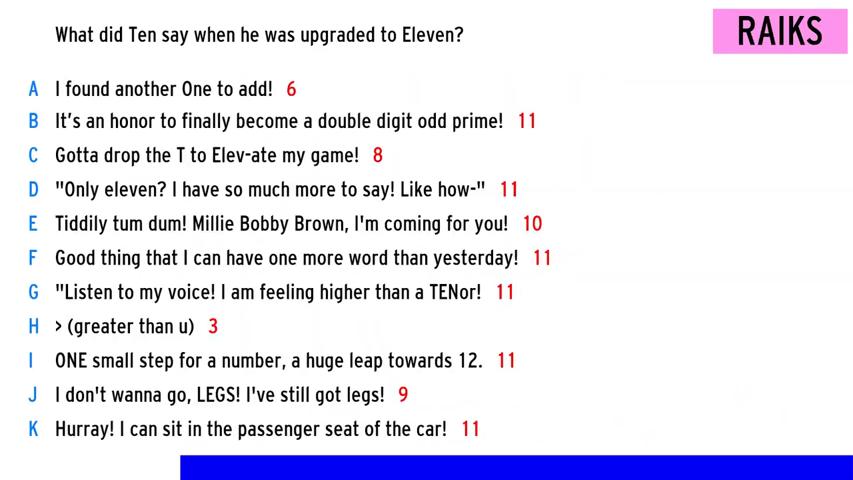 What did Ten say when he was upgraded to Eleven?
RAIKS
A I found another One to add! 6
B It's an honor to finally become a double digit odd prime! 11
C Gotta drop the T to Elev-ate my game! 8
D "Only eleven? I have so much more to say! Like how-" 11
E Tiddily tum dum! Millie Bobby Brown, I'm coming for you! 10
F Good thing that I can have one more word than yesterday! 11
G "Listen to my voice! I am feeling higher than a TENor! 11
H > (greater than u) 3
I ONE small step for a number, a huge leap towards 12. 11
J I don't wanna go, LEGS! I've still got legs! 9
K Hurray! I can sit in the passenger seat of the car! 11